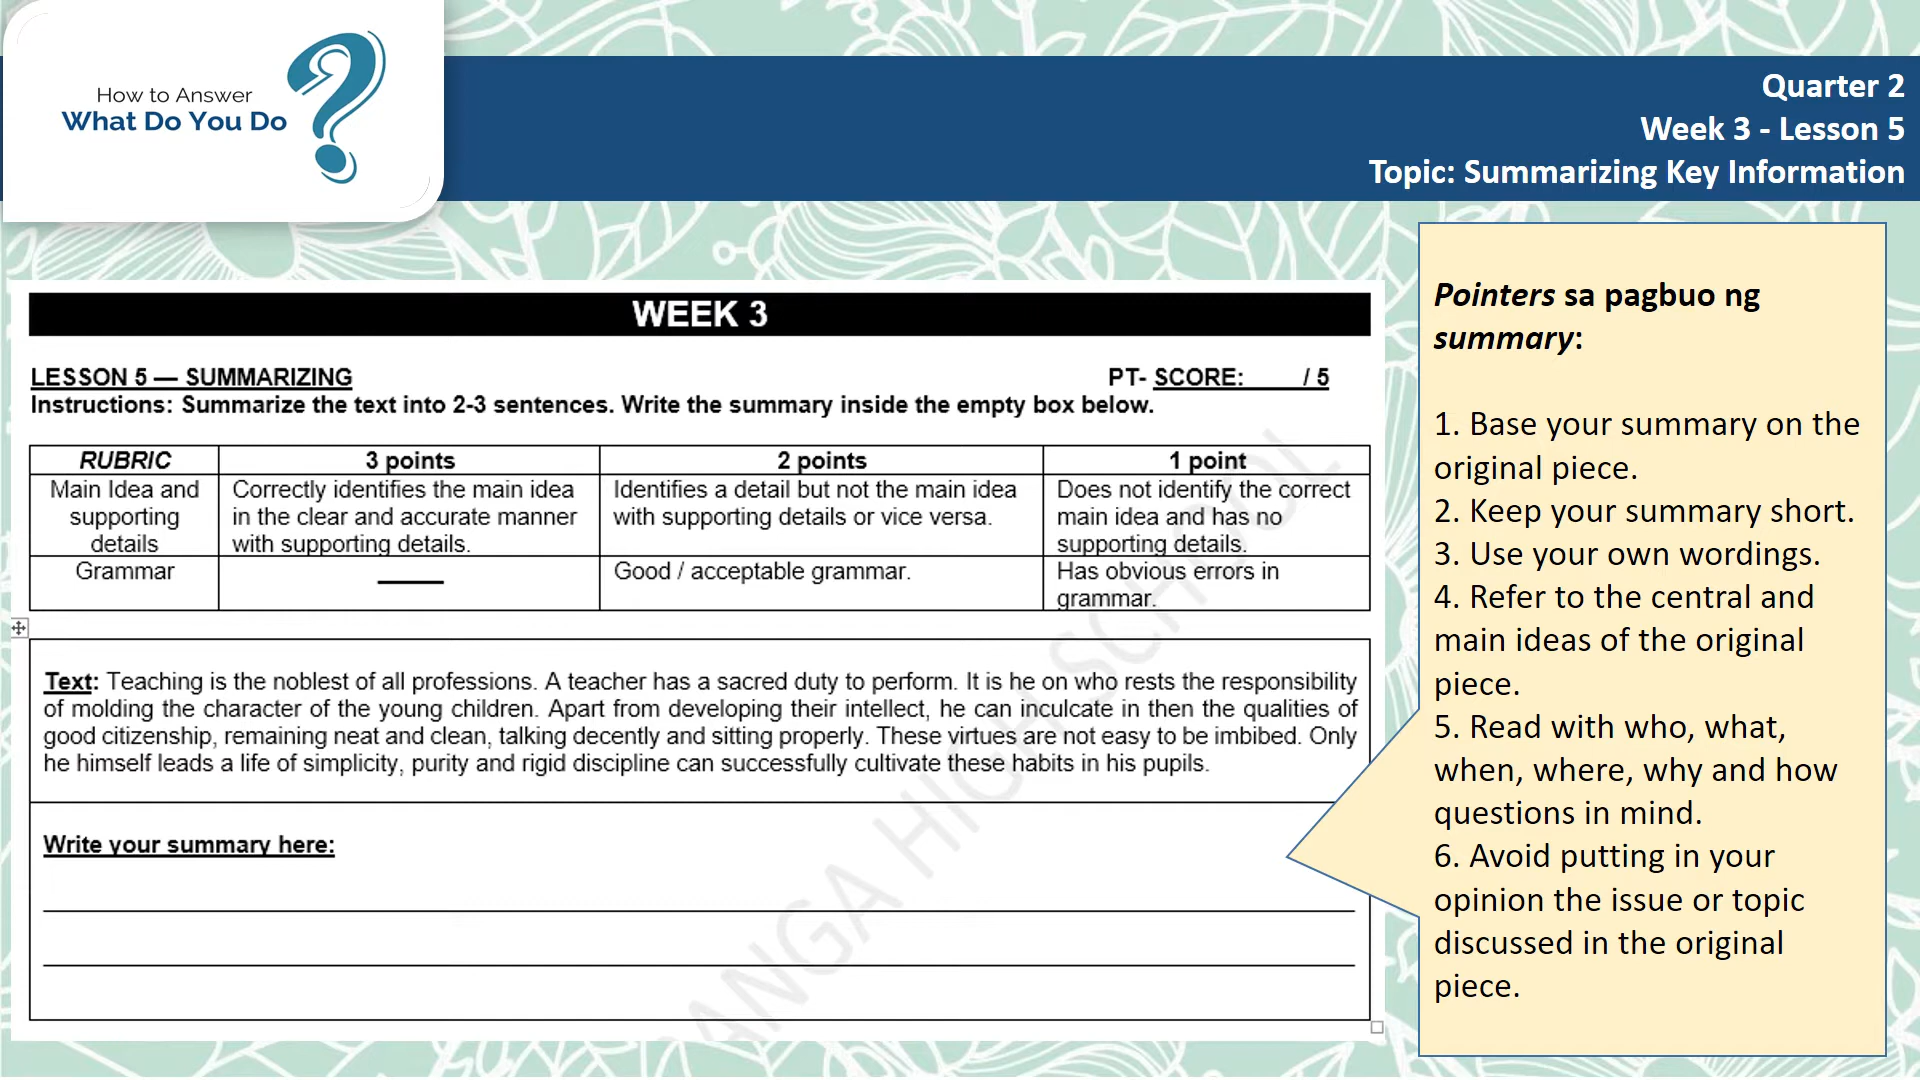 How to Answer
What Do You Do
Quarter 2
Week 3 - Lesson 5
Topic: Summarizing Key Information
WEEK 3
LESSON 5 — SUMMARIZING
PT- SCORE: ____ / 5
Instructions: Summarize the text into 2-3 sentences. Write the summary inside the empty box below.
RUBRIC
3 points
2 points
1 point
Main Idea and
supporting
details
Correctly identifies the main idea
in the clear and accurate manner
with supporting details.
Identifies a detail but not the main idea
with supporting details or vice versa.
Does not identify the correct
main idea and has no
supporting details.
Grammar
Good / acceptable grammar.
Has obvious errors in
grammar.
Text: Teaching is the noblest of all professions. A teacher has a sacred duty to perform. It is he on who rests the responsibility
of molding the character of the young children. Apart from developing their intellect, he can inculcate in then the qualities of
good citizenship, remaining neat and clean, talking decently and sitting properly. These virtues are not easy to be imbibed. Only
he himself leads a life of simplicity, purity and rigid discipline can successfully cultivate these habits in his pupils.
Write your summary here:
ANGA HIGH SCHOOL
Pointers sa pagbuo ng
summary:
1. Base your summary on the
original piece.
2. Keep your summary short.
3. Use your own wordings.
4. Refer to the central and
main ideas of the original
piece.
5. Read with who, what,
when, where, why and how
questions in mind.
6. Avoid putting in your
opinion the issue or topic
discussed in the original
piece.